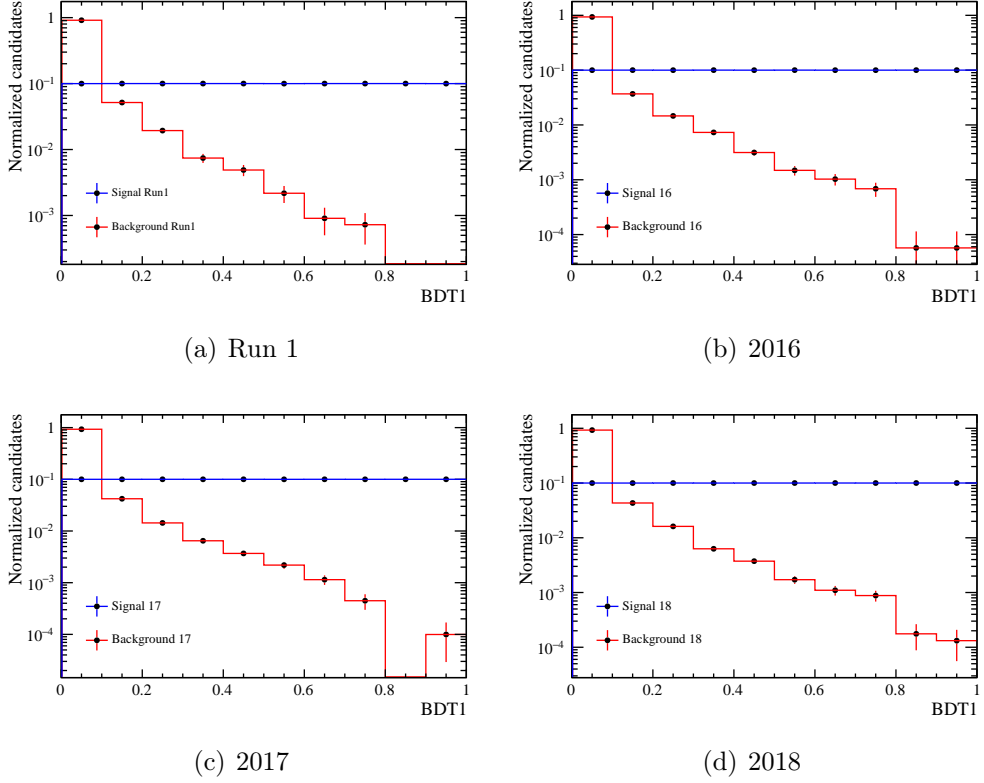 Normalized candidates
1
10⁻¹
10⁻²
10⁻³
Signal Run1
Background Run1
0 0.2 0.4 0.6 0.8 1
BDT1
(a) Run 1
Normalized candidates
1
10⁻¹
10⁻²
10⁻³
10⁻⁴
Signal 16
Background 16
0 0.2 0.4 0.6 0.8 1
BDT1
(b) 2016
Normalized candidates
1
10⁻¹
10⁻²
10⁻³
10⁻⁴
Signal 17
Background 17
0 0.2 0.4 0.6 0.8 1
BDT1
(c) 2017
Normalized candidates
1
10⁻¹
10⁻²
10⁻³
10⁻⁴
Signal 18
Background 18
0 0.2 0.4 0.6 0.8 1
BDT1
(d) 2018